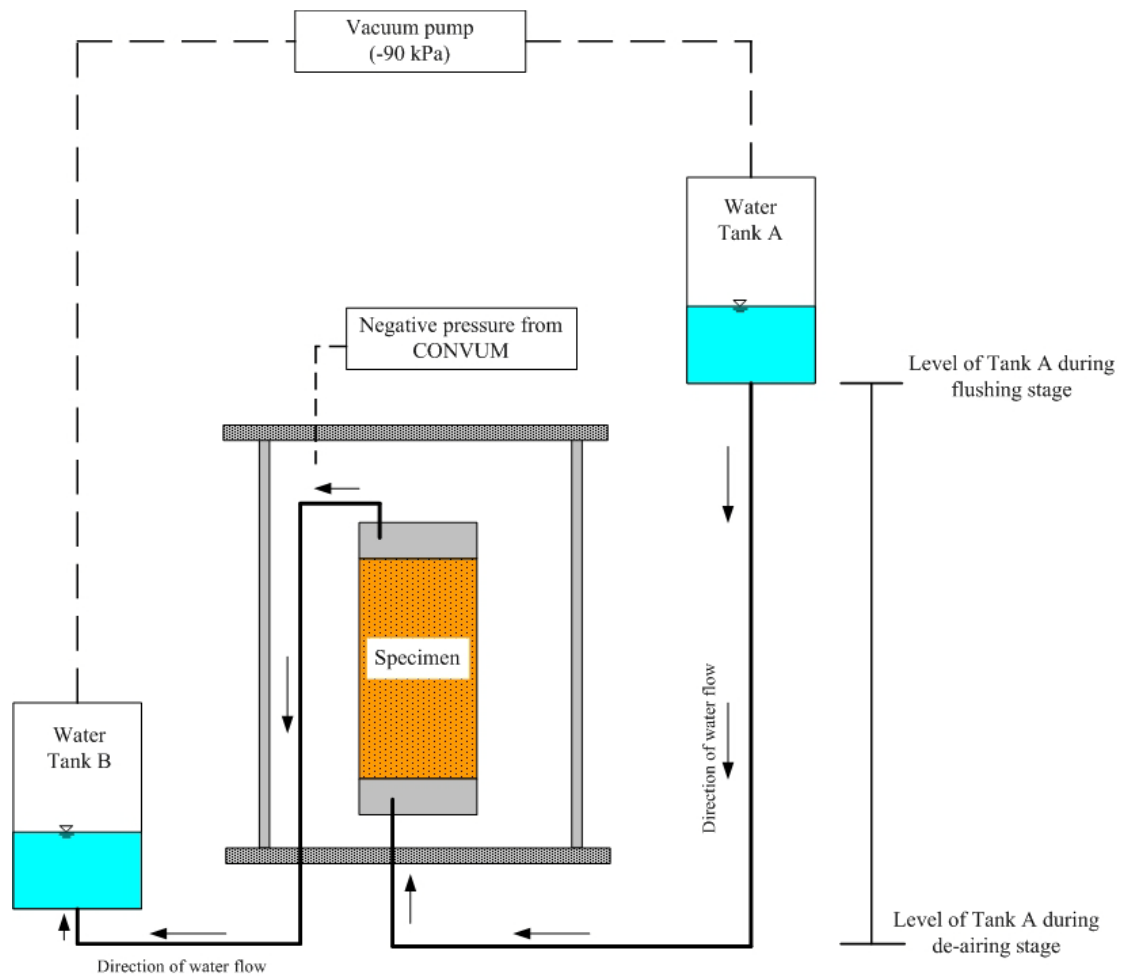 Vacuum pump
(-90 kPa)
Water
Tank A
Negative pressure from
CONVUM
Level of Tank A during
flushing stage
Specimen
Direction of water flow
Water
Tank B
Level of Tank A during
de-airing stage
Direction of water flow